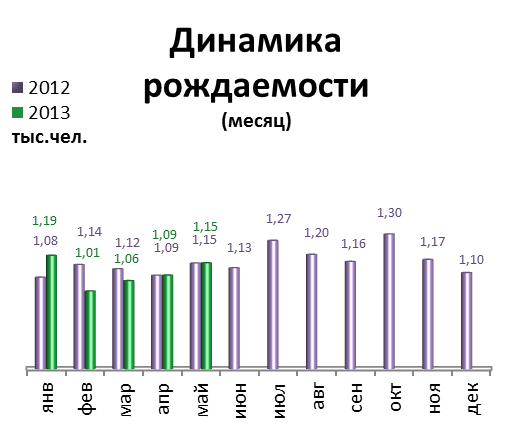 Динамика
рождаемости
(месяц)
2012
2013
тыс.чел.
1,19
1,08
1,14
1,01
1,12
1,06
1,09
1,09
1,15
1,15
1,13
1,27
1,20
1,16
1,30
1,17
1,10
янв
фев
мар
апр
май
июн
июл
авг
сен
окт
ноя
дек